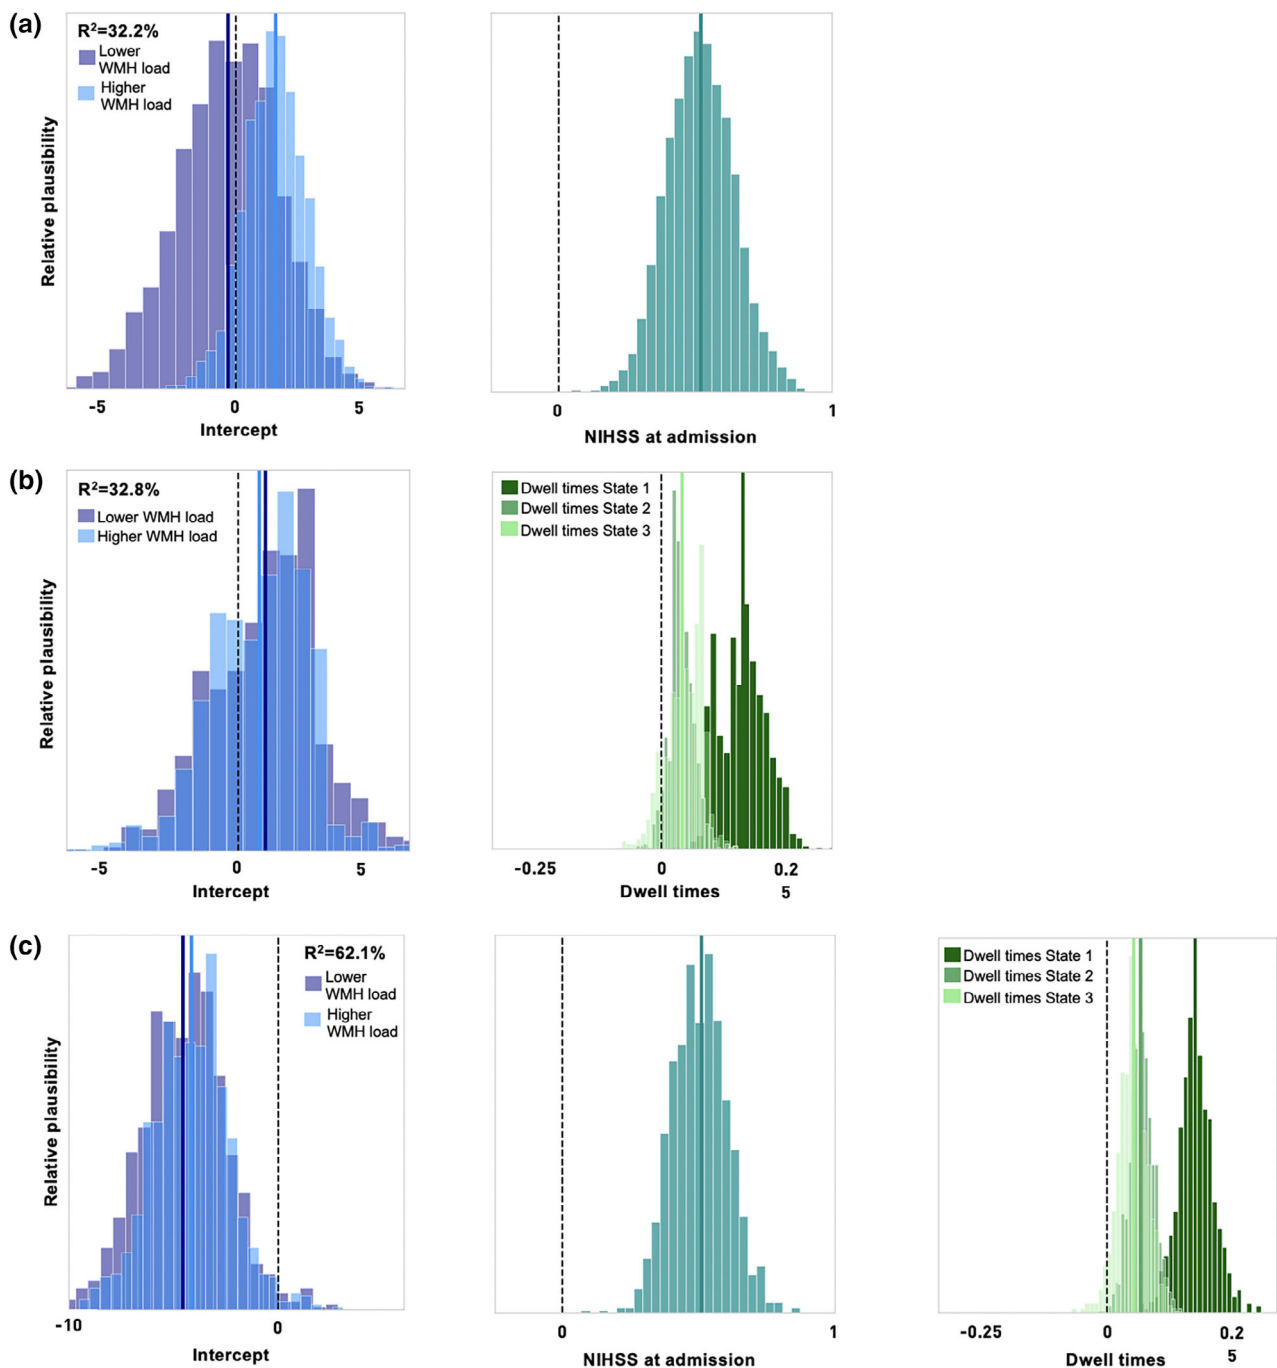 (a)
R²=32.2%
Lower
WMH load
Higher
WMH load
Relative plausibility
-5
0
5
Intercept
0
1
NIHSS at admission
(b)
R²=32.8%
Lower WMH load
Higher WMH load
Relative plausibility
-5
0
5
Intercept
Dwell times State 1
Dwell times State 2
Dwell times State 3
-0.25
0
0.2
5
Dwell times
(c)
R²=62.1%
Lower
WMH load
Higher
WMH load
Relative plausibility
-10
0
Intercept
0
1
NIHSS at admission
Dwell times State 1
Dwell times State 2
Dwell times State 3
-0.25
0
0.2
5
Dwell times